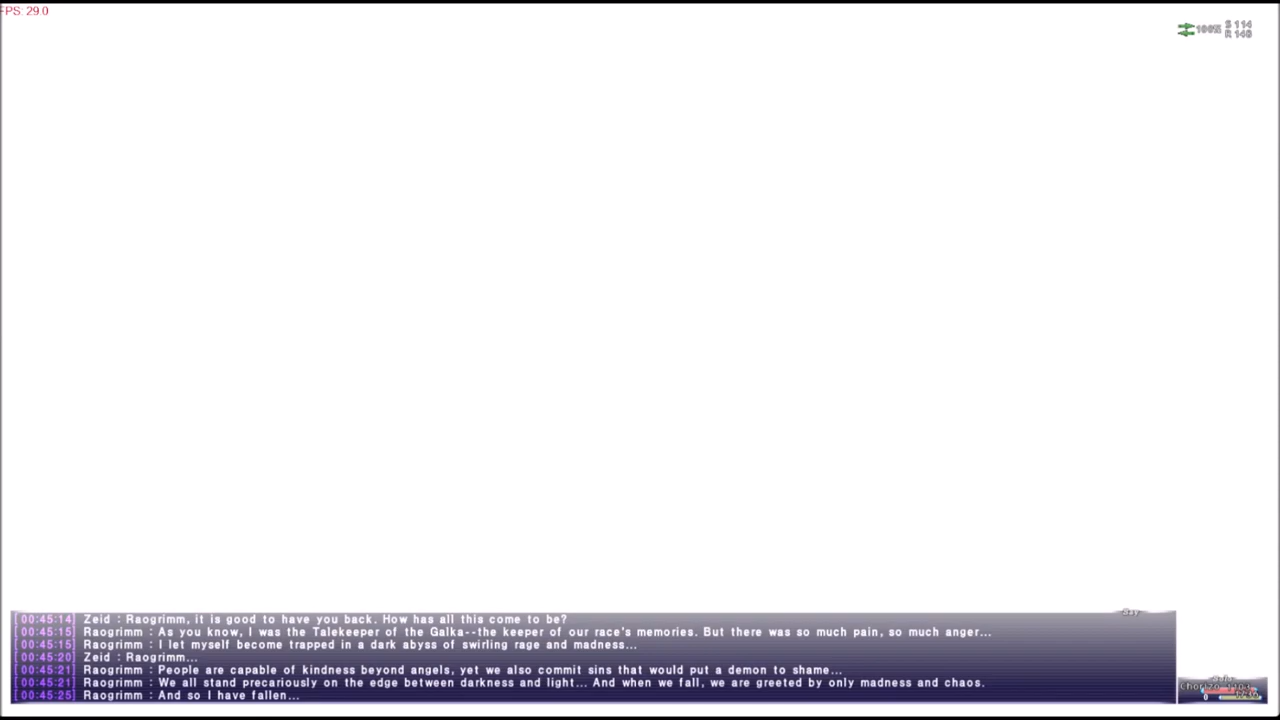 FPS: 29.0
100% S 114
R 148
Say
[00:45:14] Zeid : Raogrimm, it is good to have you back. How has all this come to be?
[00:45:15] Raogrimm : As you know, I was the Talekeeper of the Galka--the keeper of our race's memories. But there was so much pain, so much anger...
[00:45:15] Raogrimm : I let myself become trapped in a dark abyss of swirling rage and madness...
[00:45:20] Zeid : Raogrimm...
[00:45:21] Raogrimm : People are capable of kindness beyond angels, yet we also commit sins that would put a demon to shame...
[00:45:21] Raogrimm : We all stand precariously on the edge between darkness and light... And when we fall, we are greeted by only madness and chaos.
[00:45:25] Raogrimm : And so I have fallen...